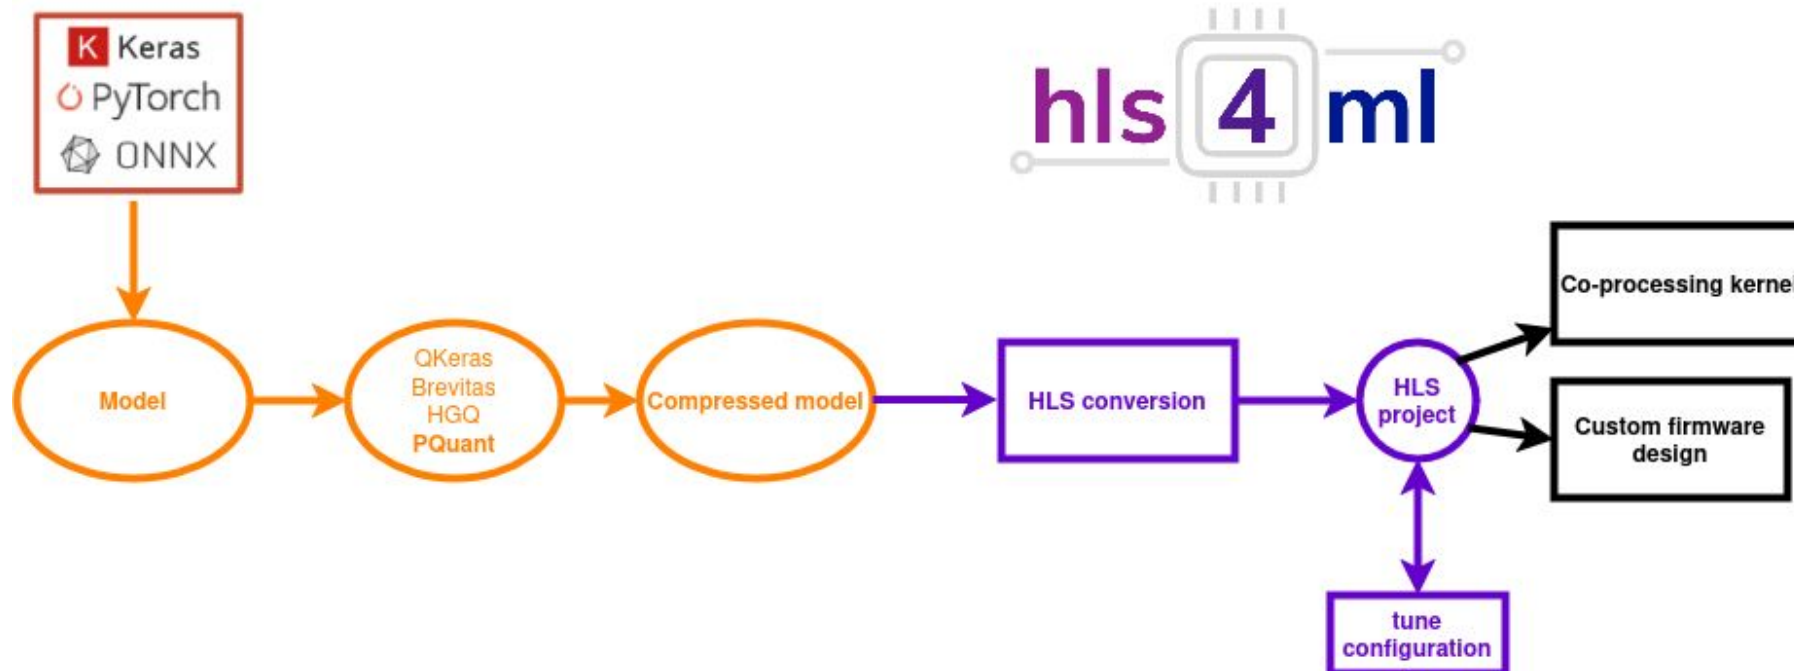 Keras
PyTorch
ONNX
hls 4 ml
Model
QKeras
Brevitas
HGQ
PQuant
Compressed model
HLS conversion
HLS
project
Co-processing kernel
Custom firmware
design
tune
configuration